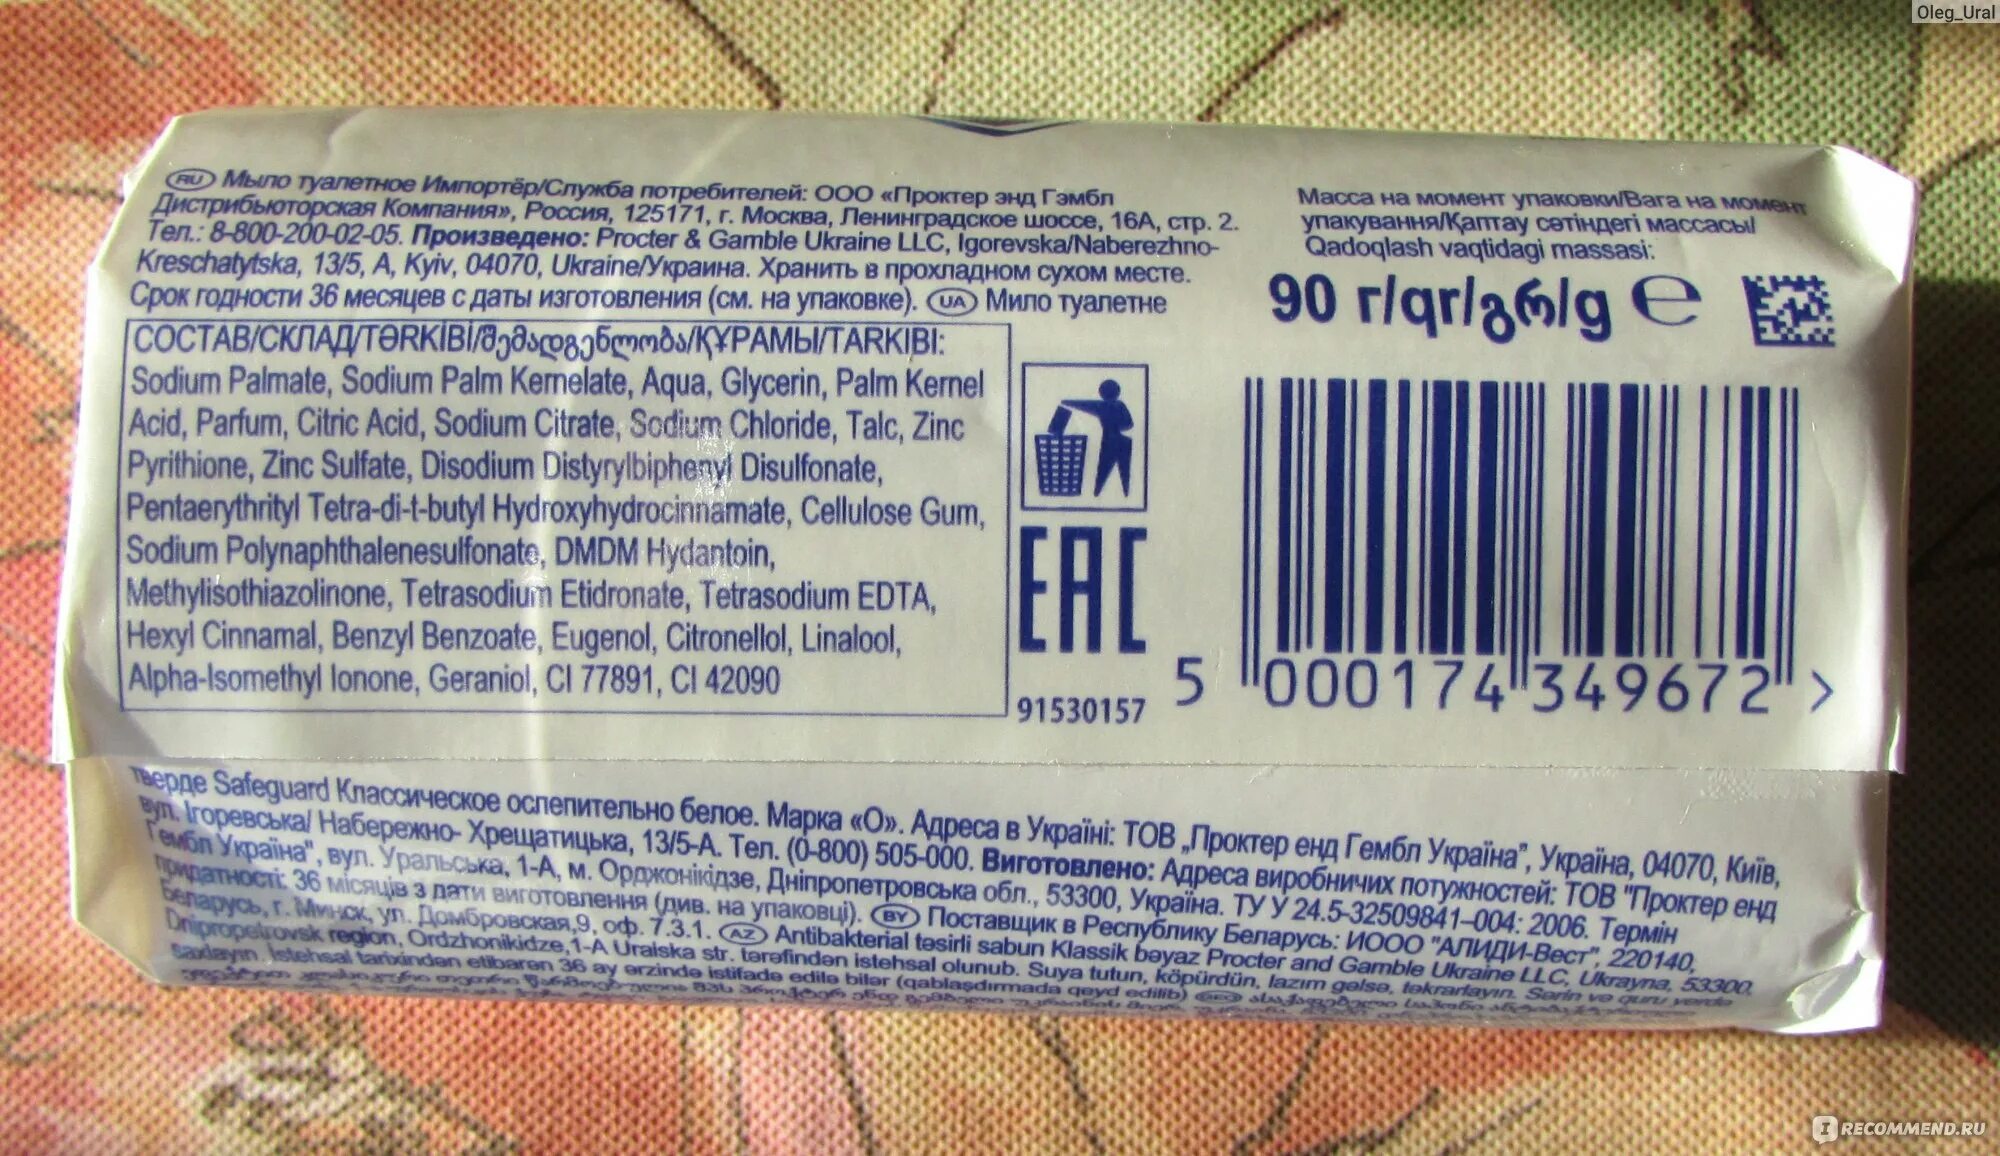 Oleg_Ural
RU Мыло туалетное Импортёр/Служба потребителей: ООО «Проктер энд Гэмбл
Дистрибьюторская Компания», Россия, 125171, г. Москва, Ленинградское шоссе, 16А, стр. 2.
Тел.: 8-800-200-02-05. Произведено: Procter & Gamble Ukraine LLC, Igorevska/Naberezhno-
Kreschatytska, 13/5, A, Kyiv, 04070, Ukraine/Украина. Хранить в прохладном сухом месте.
Срок годности 36 месяцев с даты изготовления (см. на упаковке). UA Мило туалетне
СОСТАВ/СКЛАД/TƏRKİBİ/შემადგენლობა/ҚҰРАМЫ/TARKIBI:
Sodium Palmate, Sodium Palm Kernelate, Aqua, Glycerin, Palm Kernel
Acid, Parfum, Citric Acid, Sodium Citrate, Sodium Chloride, Talc, Zinc
Pyrithione, Zinc Sulfate, Disodium Distyrylbiphenyl Disulfonate,
Pentaerythrityl Tetra-di-t-butyl Hydroxyhydrocinnamate, Cellulose Gum,
Sodium Polynaphthalenesulfonate, DMDM Hydantoin,
Methylisothiazolinone, Tetrasodium Etidronate, Tetrasodium EDTA,
Hexyl Cinnamal, Benzyl Benzoate, Eugenol, Citronellol, Linalool,
Alpha-Isomethyl Ionone, Geraniol, CI 77891, CI 42090
EAC
91530157
Масса на момент упаковки/Вага на момент
упакування/Қаптау сәтіндегі массасы/
Qadoqlash vaqtidagi massasi:
90 г/qr/გრ/g ℮
5 000174 349672 >
тверде Safeguard Классическое ослепительно белое. Марка «О». Адреса в Україні: ТОВ „Проктер енд Гембл Україна”, Україна, 04070, Київ,
вул. Ігоревська/ Набережно- Хрещатицька, 13/5-А. Тел. (0-800) 505-000. Виготовлено: Адреса виробничих потужностей: ТОВ "Проктер енд
Гембл Україна", вул. Уральська, 1-А, м. Орджонікідзе, Дніпропетровська обл., 53300, Україна. ТУ У 24.5-32509841–004: 2006. Термін
придатності: 36 місяців з дати виготовлення (див. на упаковці). BY Поставщик в Республику Беларусь: ИООО "АЛИДИ-Вест", 220140,
Беларусь, г. Минск, ул. Домбровская,9, оф. 7.3.1. AZ Antibakterial təsirli sabun Klassik bəyaz Procter and Gamble Ukraine LLC, Ukrayna, 53300,
Dnipropetrovsk region, Ordzhonikidze,1-A Uralska str. tərəfindən istehsal olunub. Suya tutun, köpürdün, lazım gəlsə, təkrarlayın. Sərin və quru yerdə
saxlayın. İstehsal tarixindən etibarən 36 ay ərzində istifadə edilə bilər (qablaşdırmada qeyd edilib) GEO
IRECOMMEND.RU